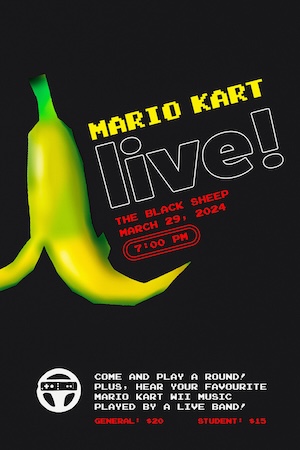 MARIO KART
live!
THE BLACK SHEEP
MARCH 29, 2024
7:00 PM
COME AND PLAY A ROUND!
PLUS, HEAR YOUR FAVOURITE
MARIO KART WII MUSIC
PLAYED BY A LIVE BAND!
GENERAL: $20 STUDENT: $15